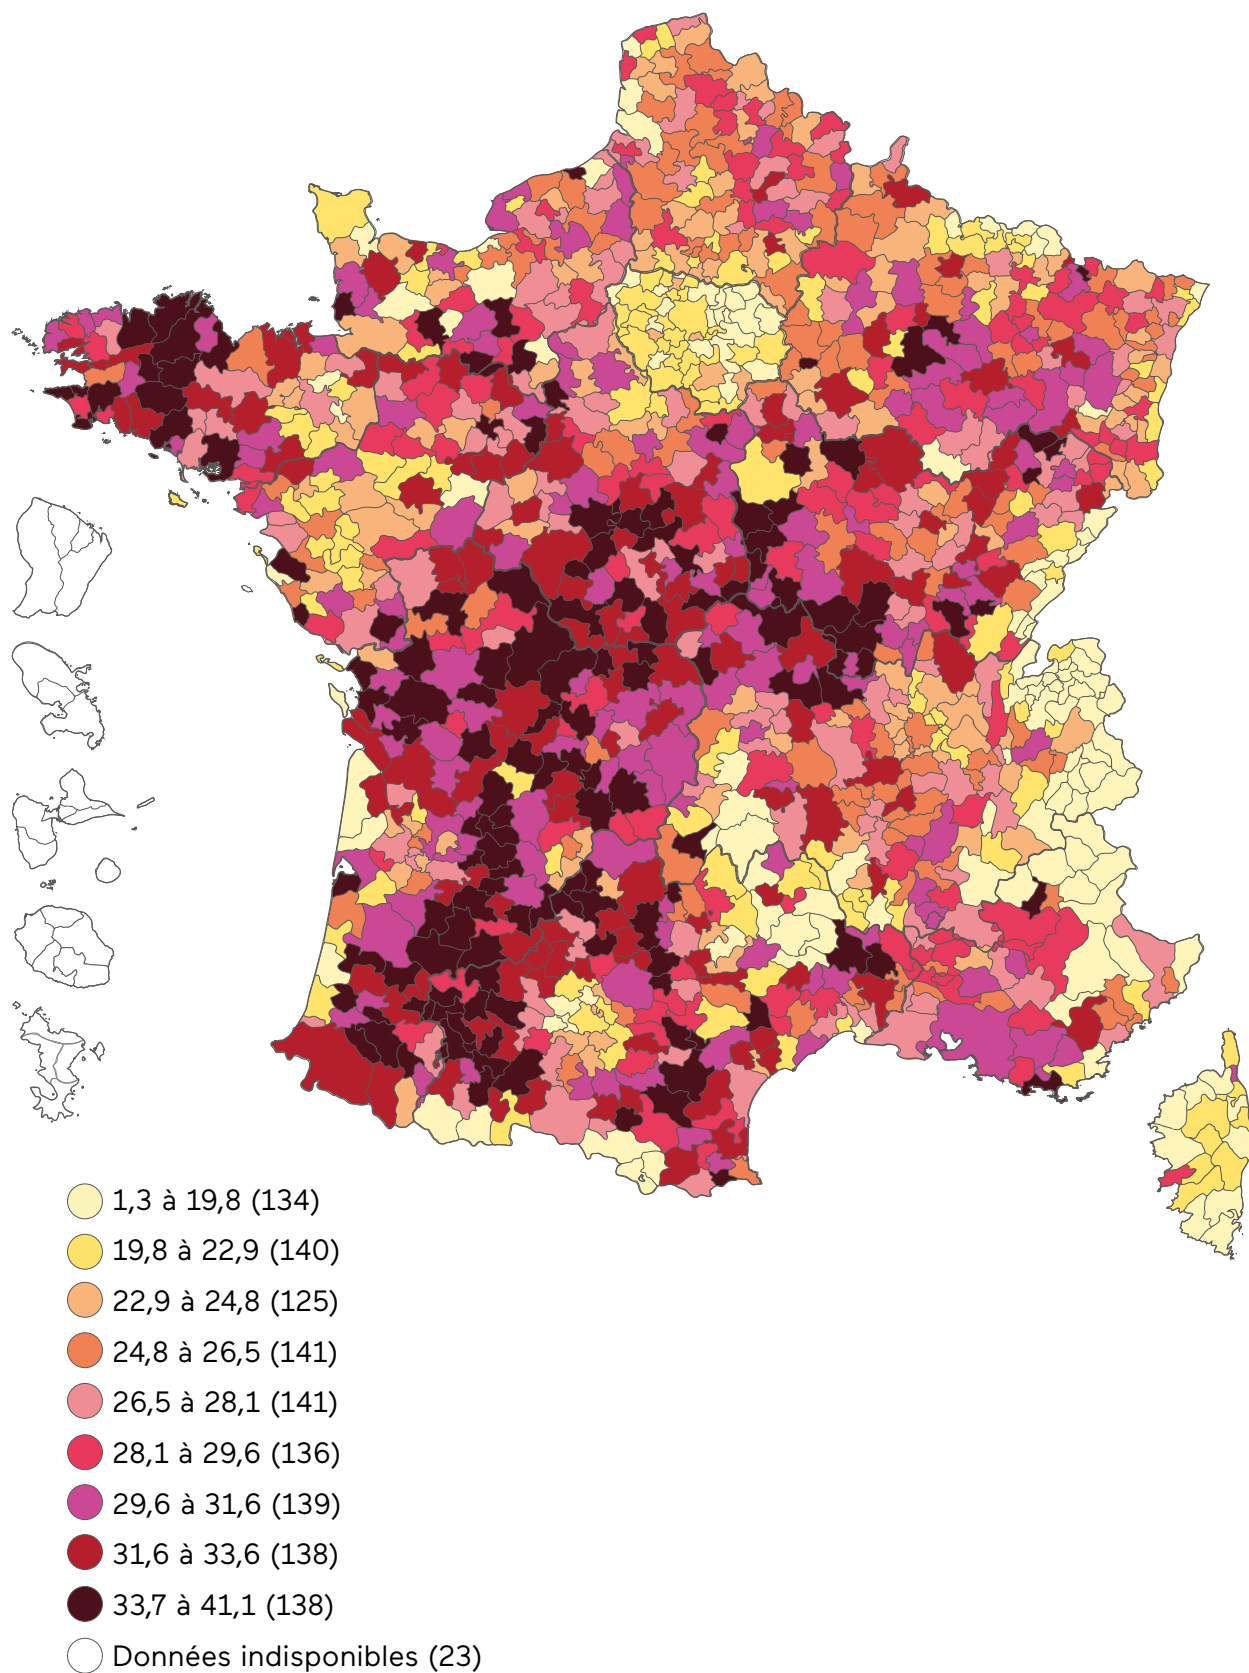 1,3 à 19,8 (134)
19,8 à 22,9 (140)
22,9 à 24,8 (125)
24,8 à 26,5 (141)
26,5 à 28,1 (141)
28,1 à 29,6 (136)
29,6 à 31,6 (139)
31,6 à 33,6 (138)
33,7 à 41,1 (138)
Données indisponibles (23)